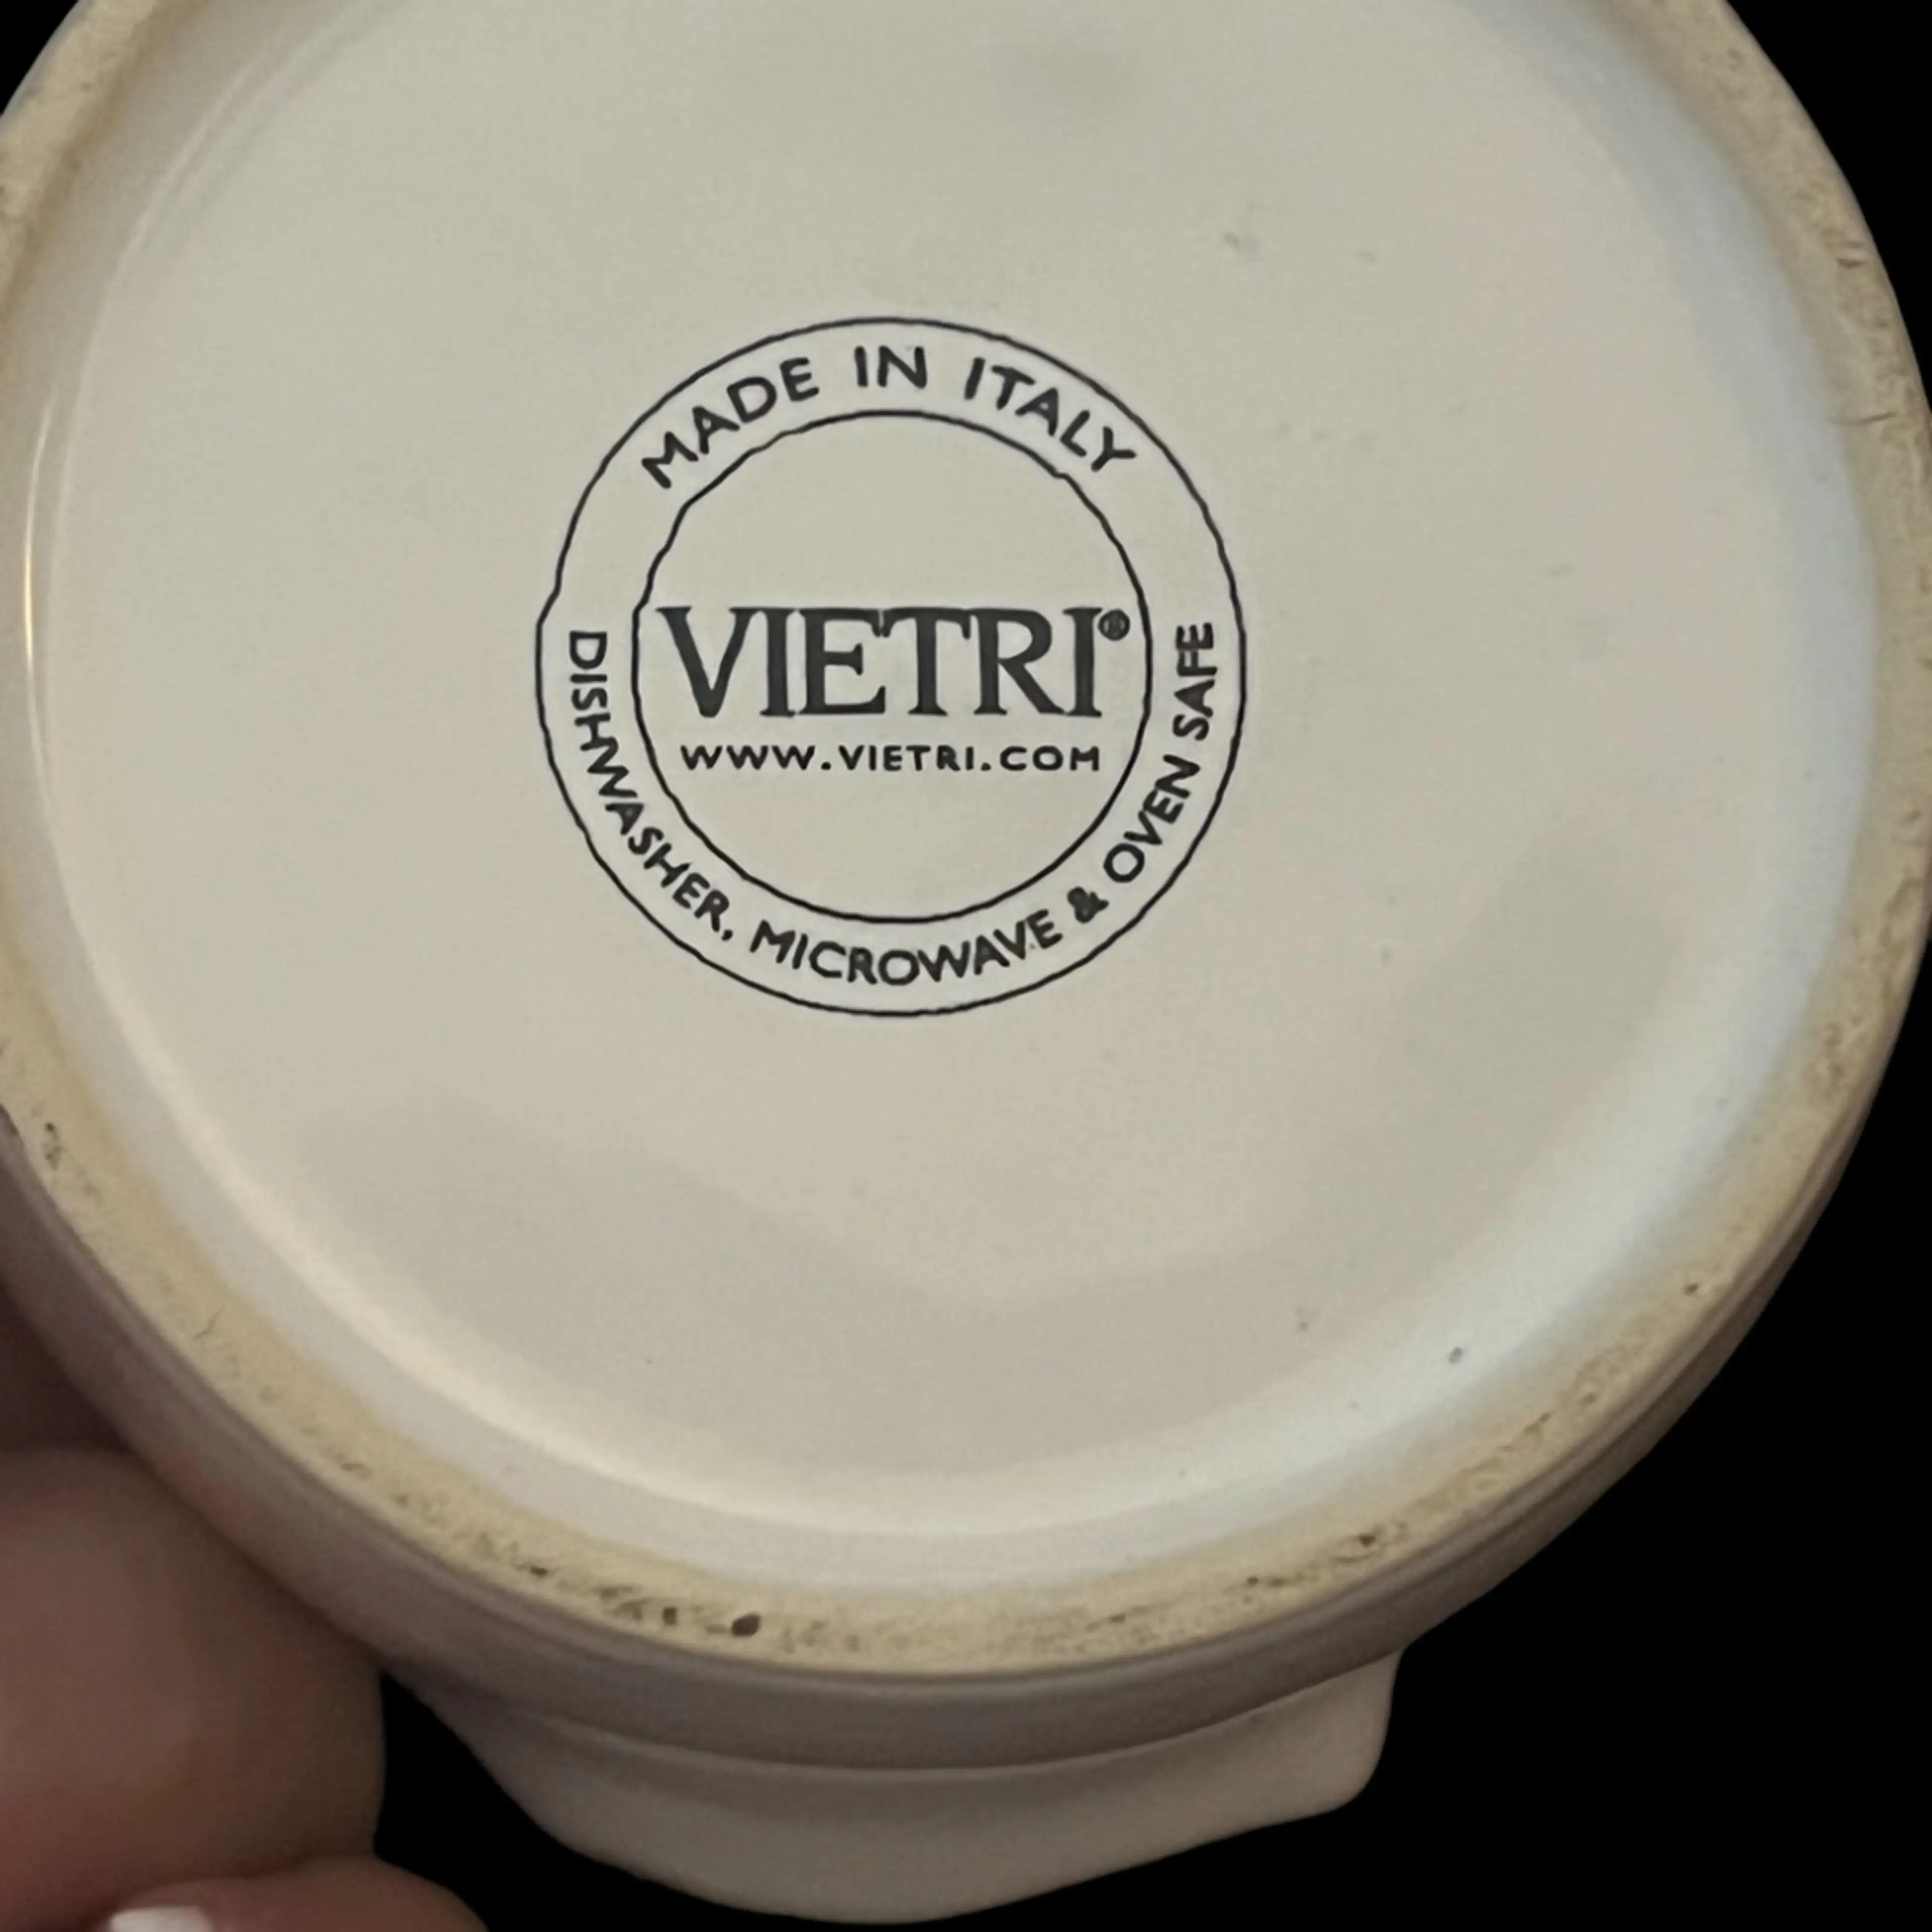 MADE IN ITALY
VIETRI®
WWW.VIETRI.COM
DISHWASHER, MICROWAVE & OVEN SAFE